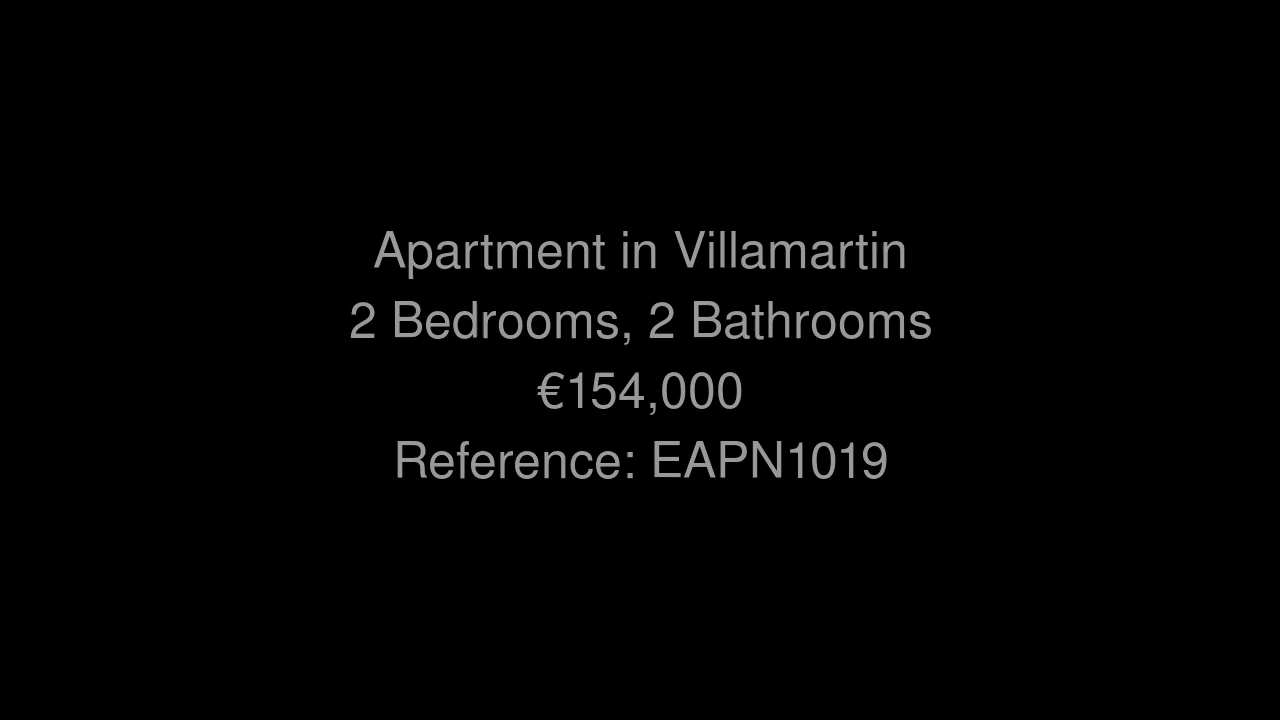 Apartment in Villamartin
2 Bedrooms, 2 Bathrooms
€154,000
Reference: EAPN1019